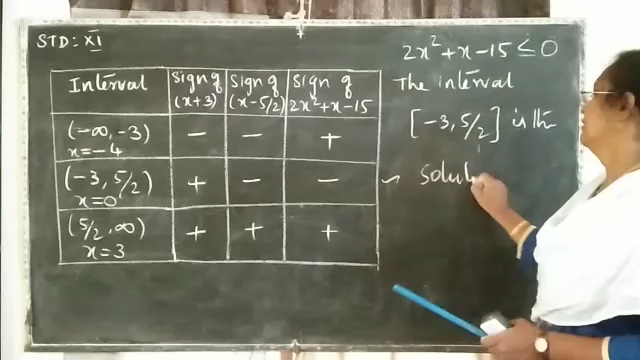 STD: XI
Interval
Sign of (x+3)
Sign of (x-5/2)
Sign of 2x²+x-15
(-∞, -3) x=-4
-
-
+
(-3, 5/2) x=0
+
-
-
(5/2, ∞) x=3
+
+
+
2x²+x-15≤0
The interval
[-3, 5/2] is the
Solut